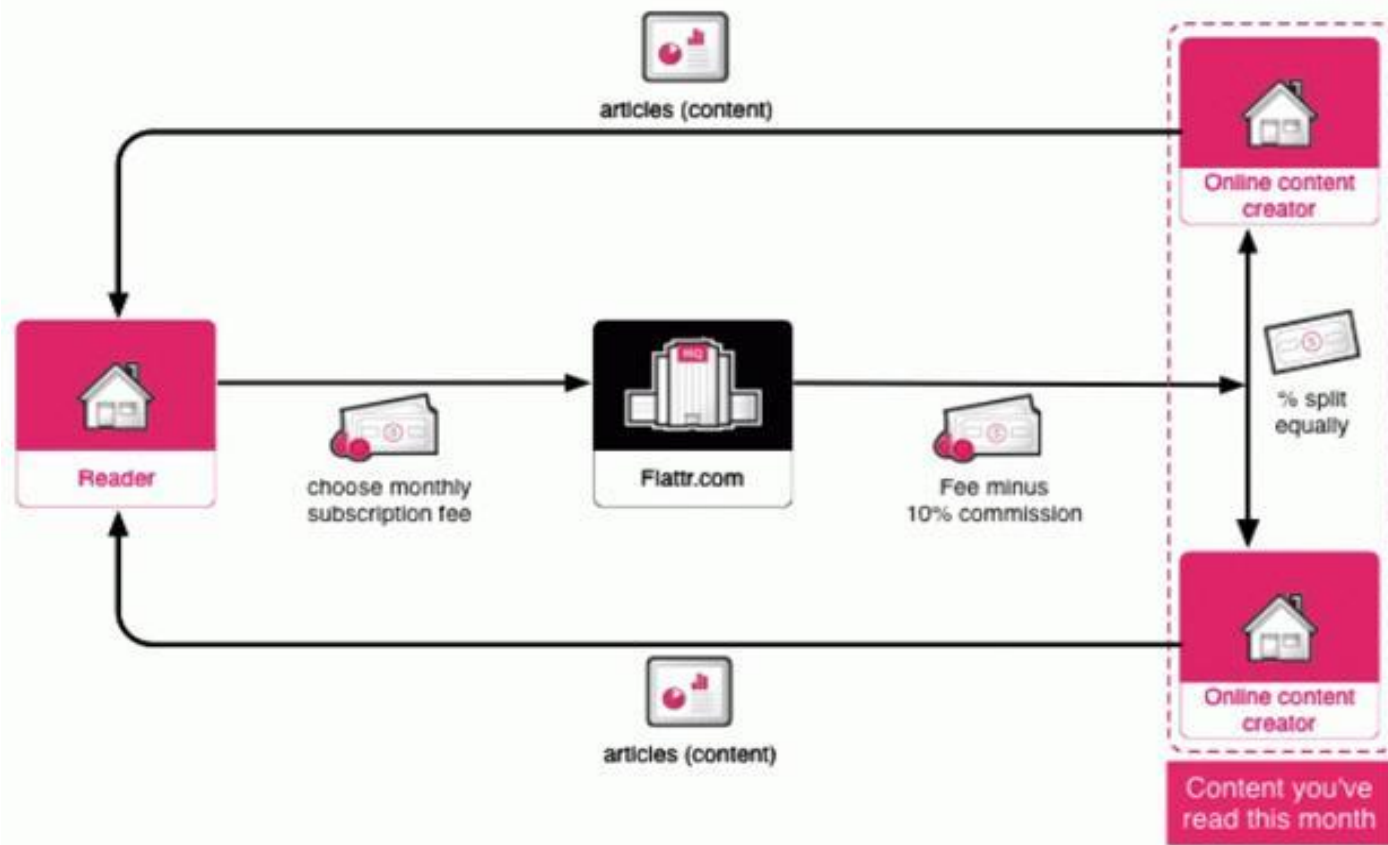 articles (content)
Online content
creator
Reader
choose monthly
subscription fee
HQ
Flattr.com
Fee minus
10% commission
% split
equally
articles (content)
Online content
creator
Content you've
read this month